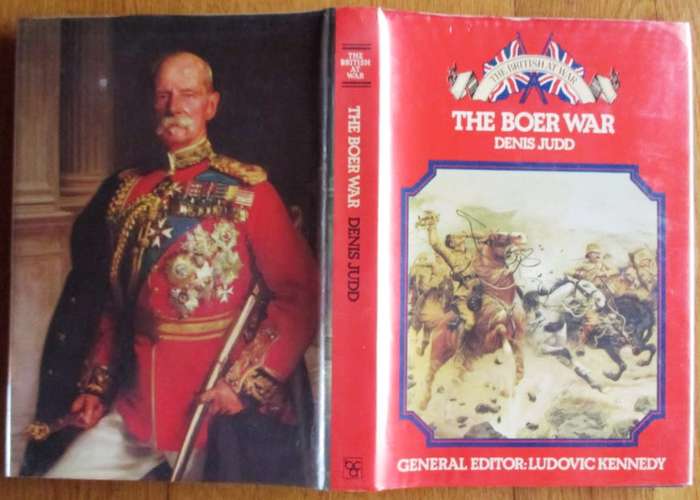 THE
BRITISH
AT
WAR
THE BOER WAR DENIS JUDD
THE BRITISH AT WAR
THE BOER WAR
DENIS JUDD
GENERAL EDITOR: LUDOVIC KENNEDY